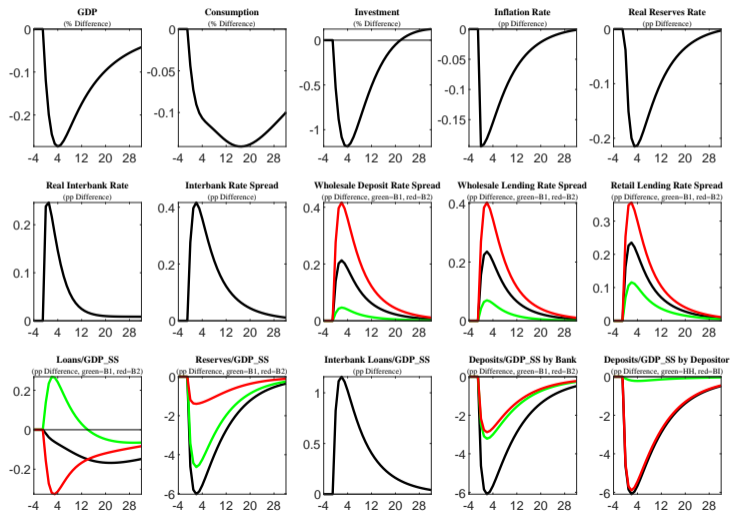 GDP
(% Difference)
0
-0.1
-0.2
-4 4 12 20 28
Consumption
(% Difference)
0
-0.05
-0.1
-4 4 12 20 28
Investment
(% Difference)
0
-0.5
-1
-4 4 12 20 28
Inflation Rate
(pp Difference)
0
-0.05
-0.1
-0.15
-4 4 12 20 28
Real Reserves Rate
(pp Difference)
0
-0.1
-0.2
-4 4 12 20 28
Real Interbank Rate
(pp Difference)
0.2
0.1
0
-4 4 12 20 28
Interbank Rate Spread
(pp Difference)
0.4
0.2
0
-4 4 12 20 28
Wholesale Deposit Rate Spread
(pp Difference, green=B1, red=B2)
0.4
0.2
0
-4 4 12 20 28
Wholesale Lending Rate Spread
(pp Difference, green=B1, red=B2)
0.4
0.2
0
-4 4 12 20 28
Retail Lending Rate Spread
(pp Difference, green=B1, red=B2)
0.3
0.2
0.1
0
-4 4 12 20 28
Loans/GDP_SS
(pp Difference, green=B1, red=B2)
0.2
0
-0.2
-4 4 12 20 28
Reserves/GDP_SS
(pp Difference, green=B1, red=B2)
0
-2
-4
-6
-4 4 12 20 28
Interbank Loans/GDP_SS
(pp Difference)
1
0.5
0
-4 4 12 20 28
Deposits/GDP_SS by Bank
(pp Difference, green=B1, red=B2)
0
-2
-4
-6
-4 4 12 20 28
Deposits/GDP_SS by Depositor
(pp Difference, green=HH, red=BI)
0
-2
-4
-6
-4 4 12 20 28